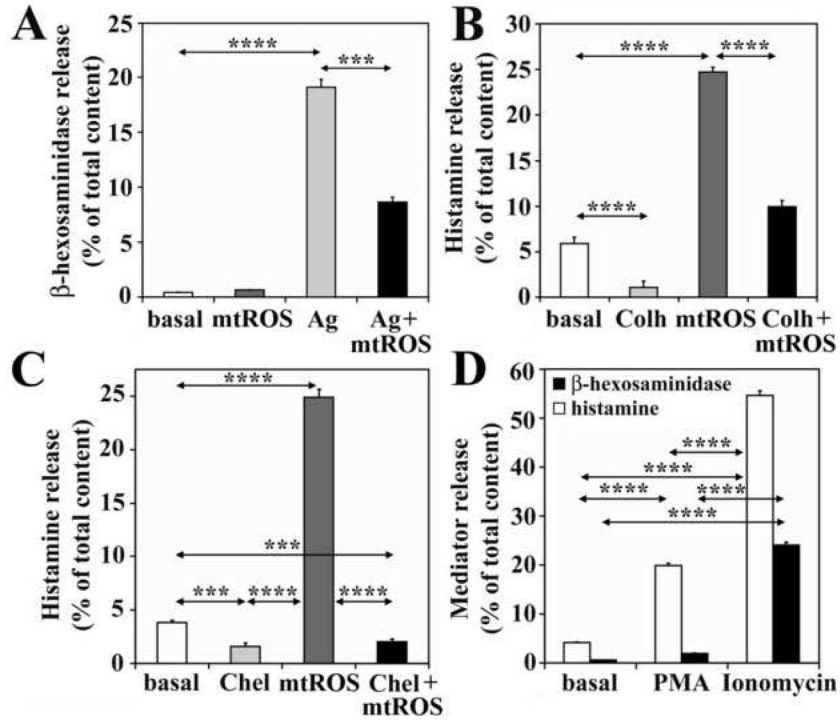 A
β-hexosaminidase release
(% of total content)
25
20
15
10
5
0
****
***
basal mtROS Ag Ag+
mtROS
B
Histamine release
(% of total content)
30
25
20
15
10
5
0
**** ****
****
basal Colh mtROS Colh+
mtROS
C
Histamine release
(% of total content)
25
20
15
10
5
0
****
***
*** **** ****
basal Chel mtROS Chel+
mtROS
D
Mediator release
(% of total content)
60
50
40
30
20
10
0
β-hexosaminidase
histamine
****
****
**** ****
****
basal PMA Ionomycin